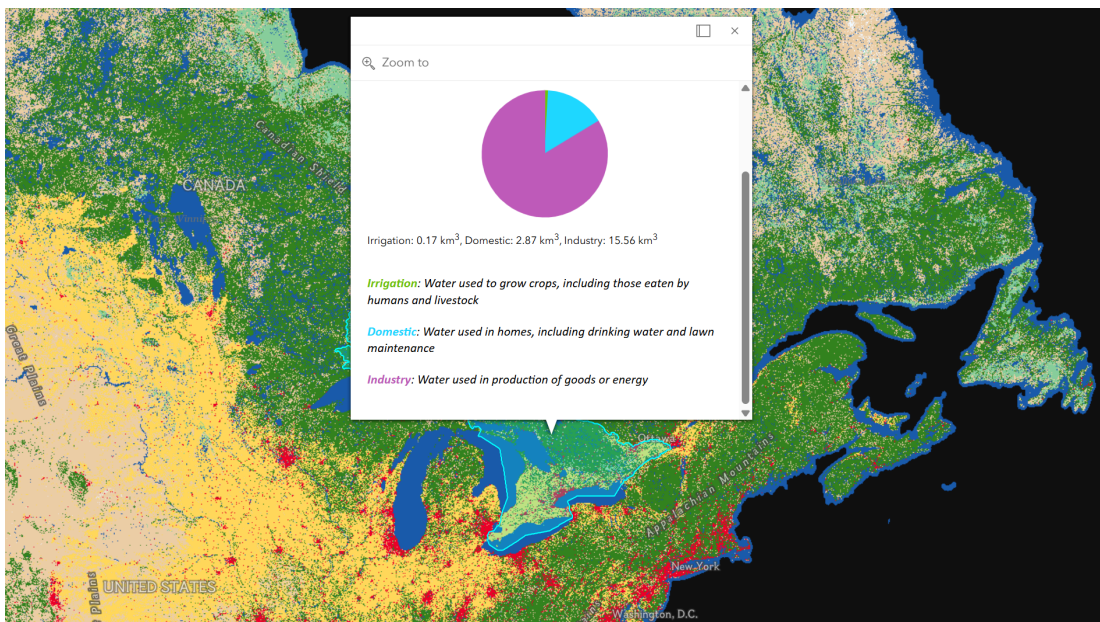 Zoom to
Irrigation: 0.17 km3, Domestic: 2.87 km3, Industry: 15.56 km3
Irrigation: Water used to grow crops, including those eaten by
humans and livestock
Domestic: Water used in homes, including drinking water and lawn
maintenance
Industry: Water used in production of goods or energy
Canadian Shield
CANADA
Great Plains
Ottawa
Appalachian Mountains
New York
UNITED STATES
Plains
Washington, D.C.